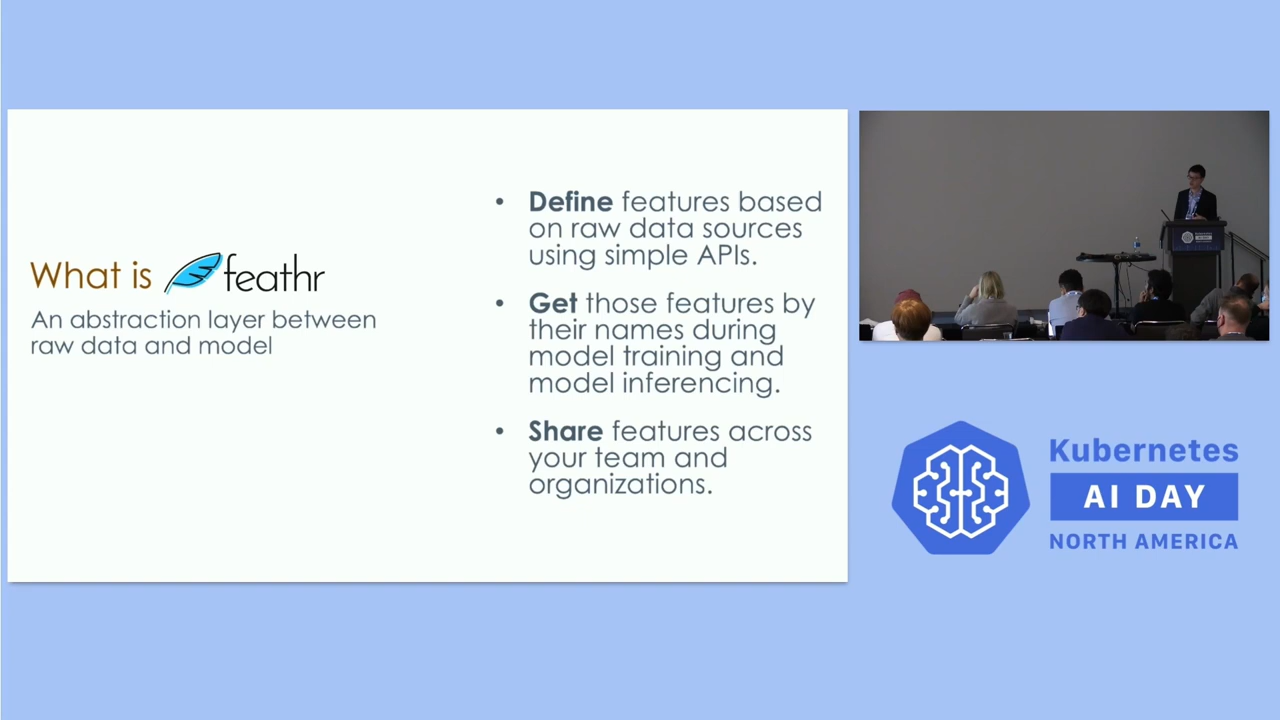 What is feathr
An abstraction layer between
raw data and model
• Define features based
on raw data sources
using simple APIs.
• Get those features by
their names during
model training and
model inferencing.
• Share features across
your team and
organizations.
Kubernetes
AI DAY
NORTH AMERICA